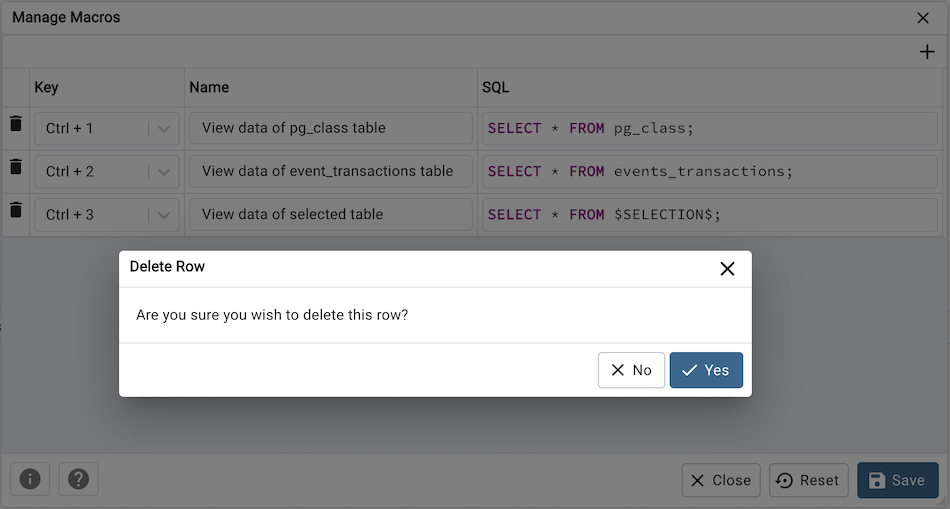 Manage Macros
Key Name SQL
Ctrl + 1 View data of pg_class table SELECT * FROM pg_class;
Ctrl + 2 View data of event_transactions table SELECT * FROM events_transactions;
Ctrl + 3 View data of selected table SELECT * FROM $SELECTION$;
Delete Row
Are you sure you wish to delete this row?
No Yes
Close Reset Save